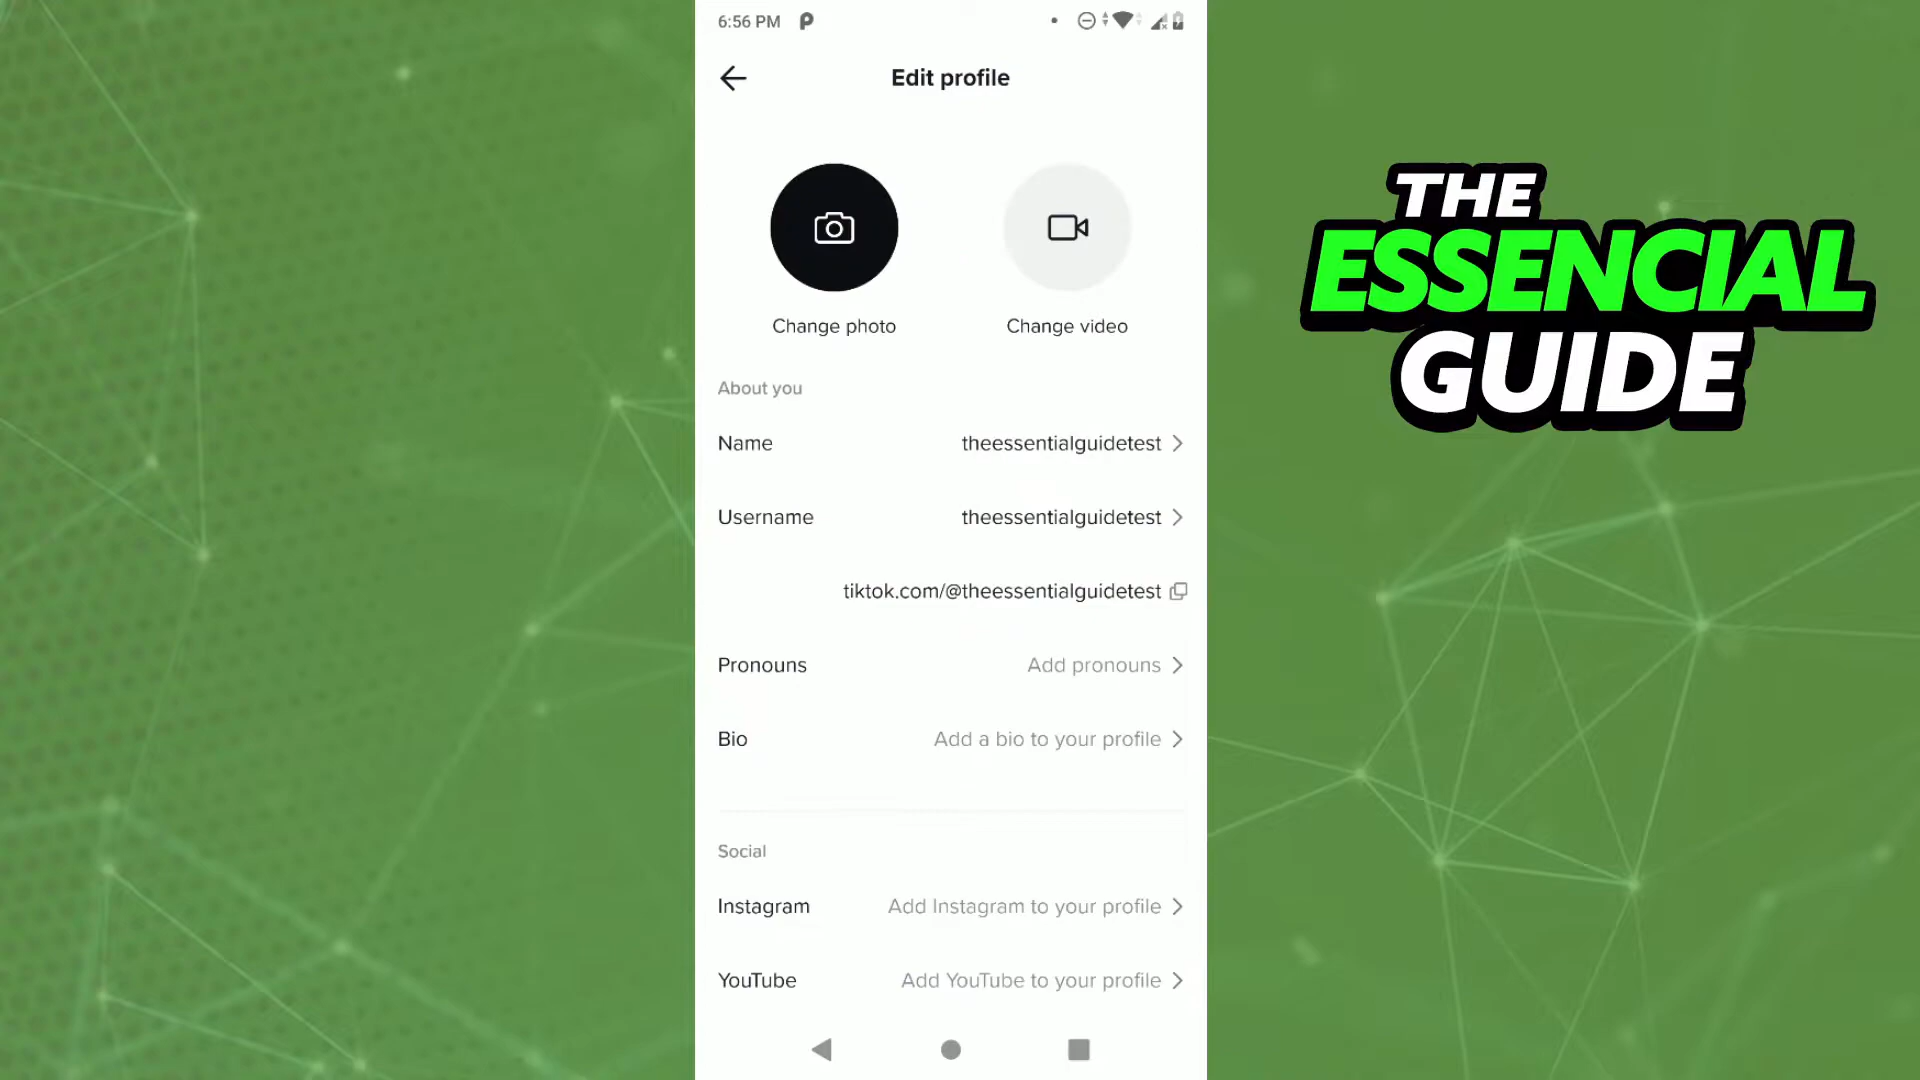 6:56 PM
Edit profile
Change photo
Change video
About you
Name theessentialguidetest
Username theessentialguidetest
tiktok.com/@theessentialguidetest
Pronouns Add pronouns
Bio Add a bio to your profile
Social
Instagram Add Instagram to your profile
YouTube Add YouTube to your profile
THE
ESSENCIAL
GUIDE